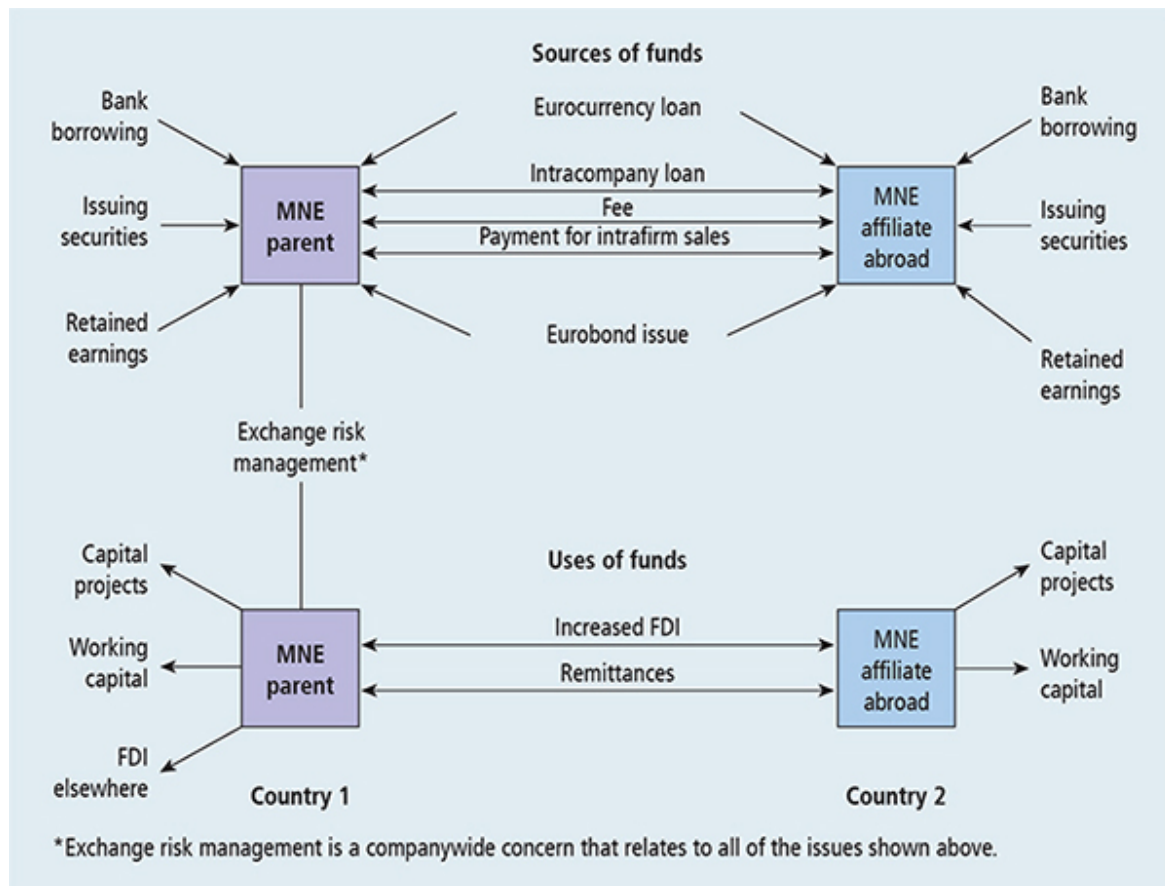 Sources of funds
Bank
borrowing
Eurocurrency loan
Bank
borrowing
Issuing
securities
MNE
parent
Intracompany loan
Fee
Payment for intrafirm sales
MNE
affiliate
abroad
Issuing
securities
Retained
earnings
Eurobond issue
Retained
earnings
Exchange risk
management*
Uses of funds
Capital
projects
Capital
projects
Working
capital
MNE
parent
Increased FDI
Remittances
MNE
affiliate
abroad
Working
capital
FDI
elsewhere
Country 1
Country 2
*Exchange risk management is a companywide concern that relates to all of the issues shown above.